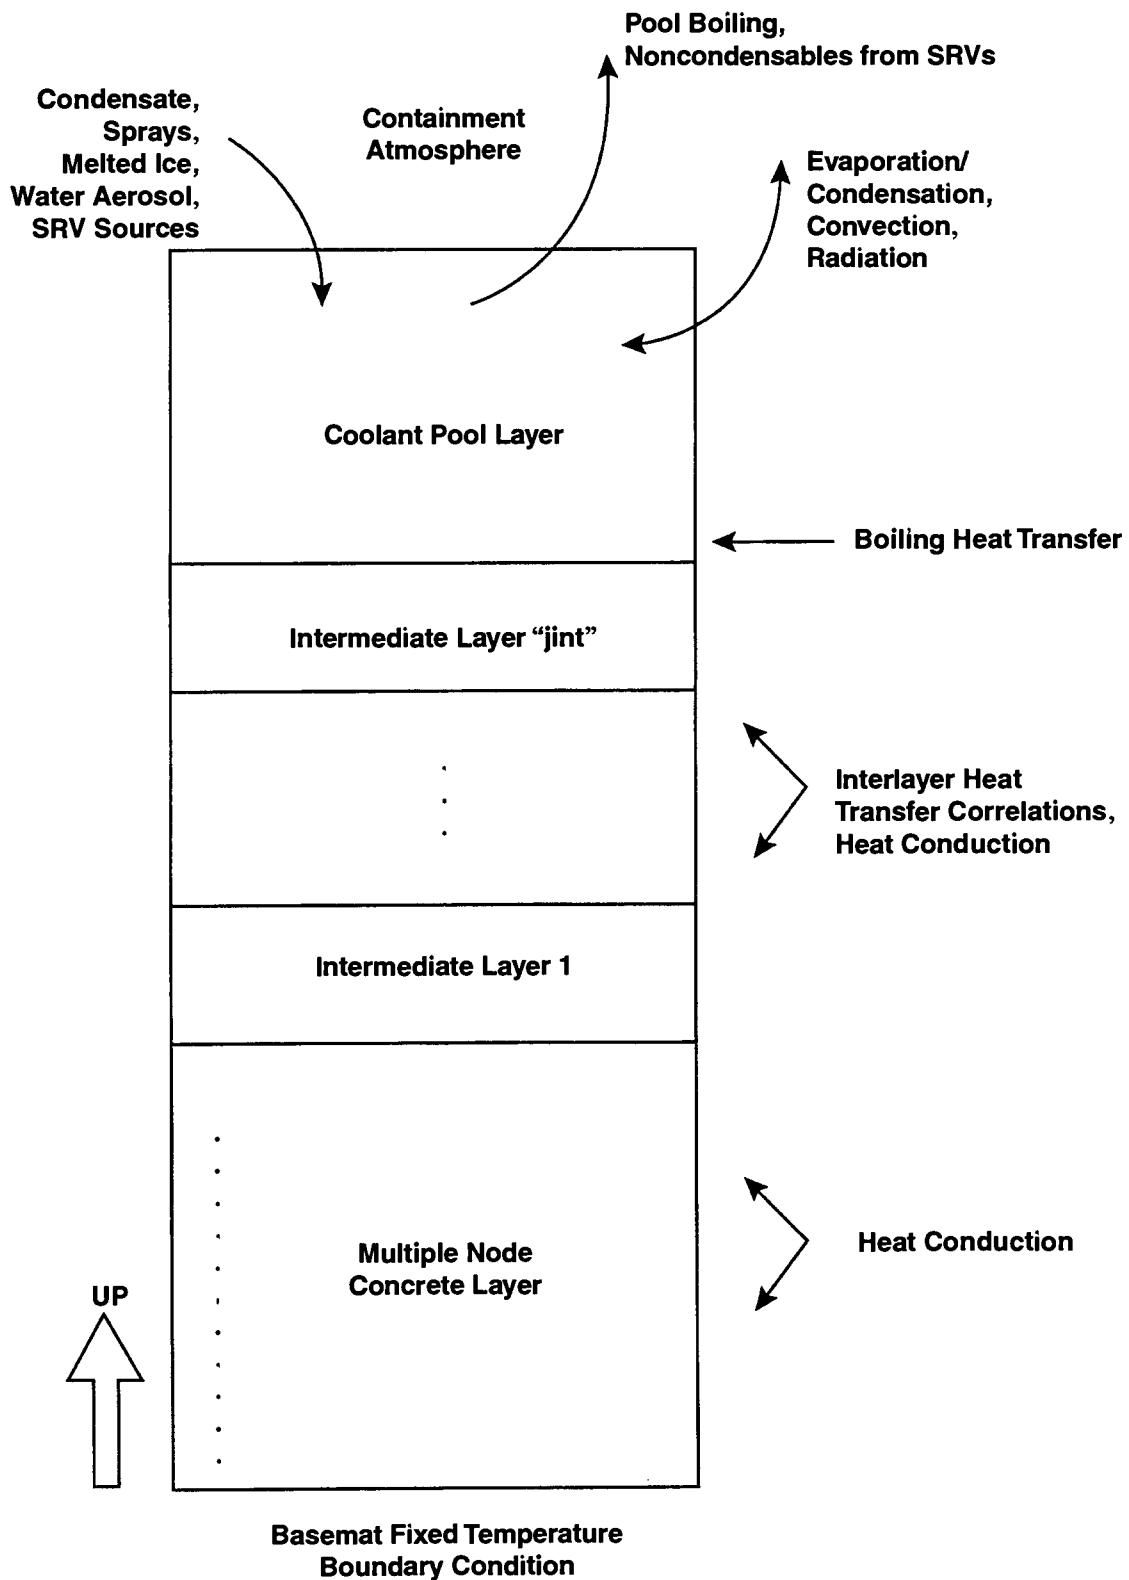 Pool Boiling,
Noncondensables from SRVs
Condensate,
Sprays,
Melted Ice,
Water Aerosol,
SRV Sources
Containment
Atmosphere
Evaporation/
Condensation,
Convection,
Radiation
Coolant Pool Layer
Boiling Heat Transfer
Intermediate Layer “jint”
Interlayer Heat
Transfer Correlations,
Heat Conduction
Intermediate Layer 1
Multiple Node
Concrete Layer
Heat Conduction
UP
Basemat Fixed Temperature
Boundary Condition